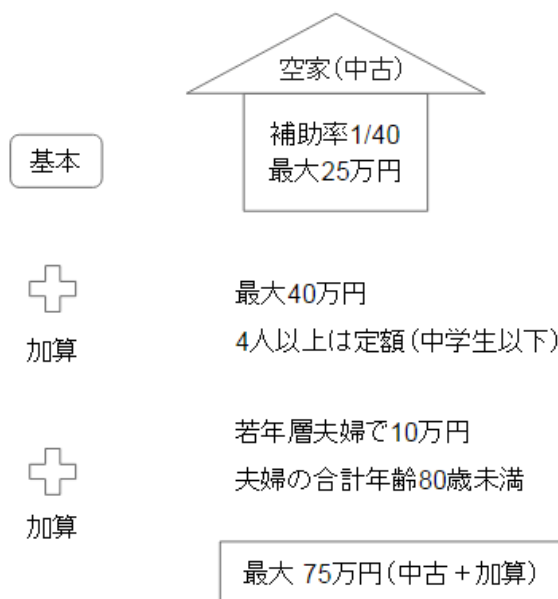 空家(中古)
補助率1/40
最大25万円
基本
最大40万円
4人以上は定額(中学生以下)
加算
若年層夫婦で10万円
夫婦の合計年齢80歳未満
加算
最大 75万円(中古+加算)